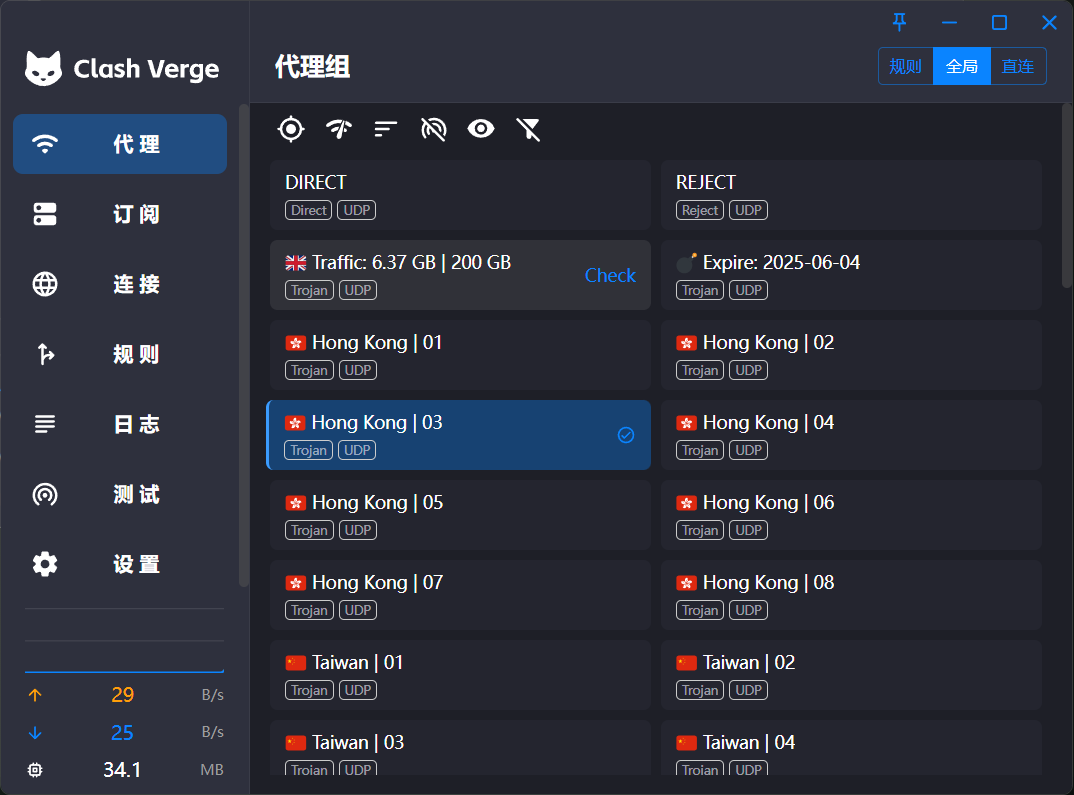 Clash Verge
代理组
规则
全局
直连
代 理
订 阅
连 接
规 则
日 志
测 试
设 置
29 B/s
25 B/s
34.1 MB
DIRECT
Direct UDP
REJECT
Reject UDP
Traffic: 6.37 GB | 200 GB
Trojan UDP
Check
Expire: 2025-06-04
Trojan UDP
Hong Kong | 01
Trojan UDP
Hong Kong | 02
Trojan UDP
Hong Kong | 03
Trojan UDP
Hong Kong | 04
Trojan UDP
Hong Kong | 05
Trojan UDP
Hong Kong | 06
Trojan UDP
Hong Kong | 07
Trojan UDP
Hong Kong | 08
Trojan UDP
Taiwan | 01
Trojan UDP
Taiwan | 02
Trojan UDP
Taiwan | 03
Trojan UDP
Taiwan | 04
Trojan UDP